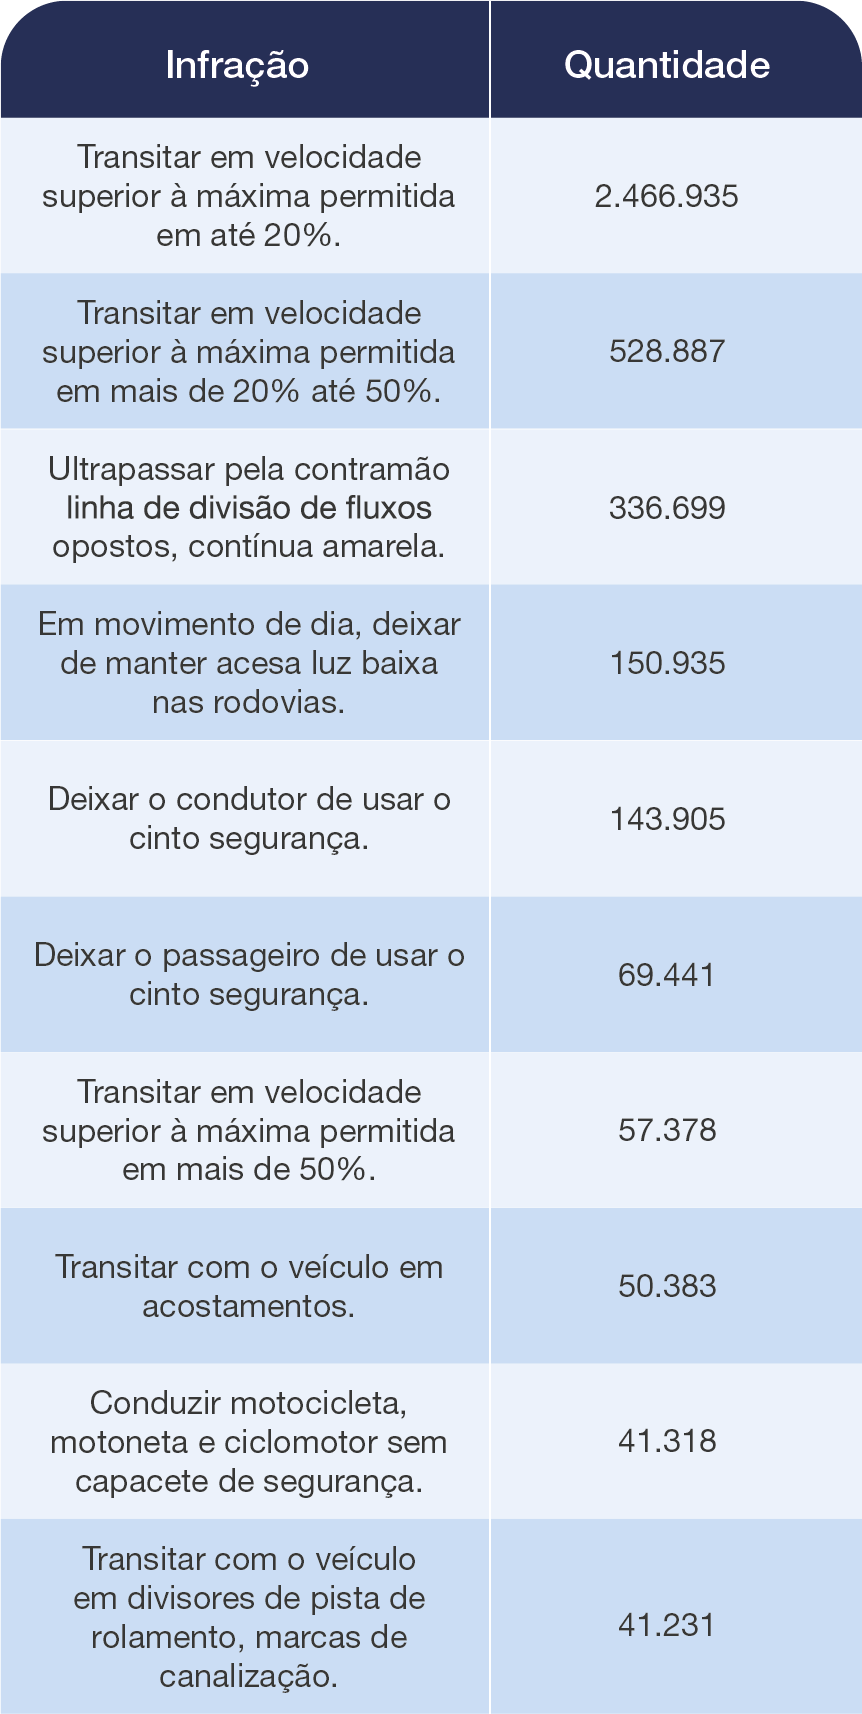 Infração
Quantidade
Transitar em velocidade
superior à máxima permitida
em até 20%.
2.466.935
Transitar em velocidade
superior à máxima permitida
em mais de 20% até 50%.
528.887
Ultrapassar pela contramão
linha de divisão de fluxos
opostos, contínua amarela.
336.699
Em movimento de dia, deixar
de manter acesa luz baixa
nas rodovias.
150.935
Deixar o condutor de usar o
cinto segurança.
143.905
Deixar o passageiro de usar o
cinto segurança.
69.441
Transitar em velocidade
superior à máxima permitida
em mais de 50%.
57.378
Transitar com o veículo em
acostamentos.
50.383
Conduzir motocicleta,
motoneta e ciclomotor sem
capacete de segurança.
41.318
Transitar com o veículo
em divisores de pista de
rolamento, marcas de
canalização.
41.231